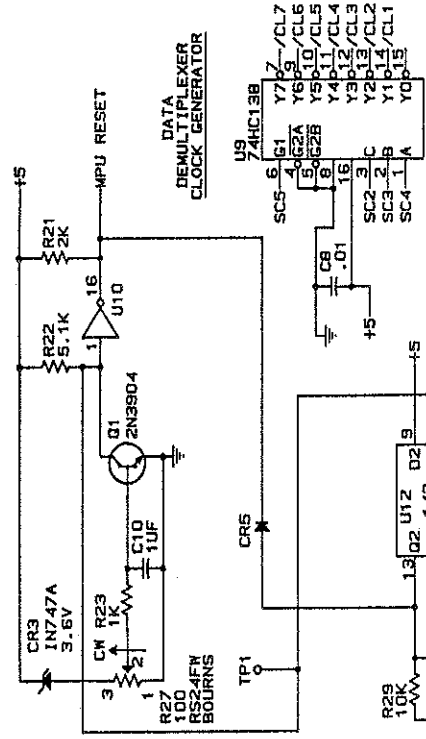 +5
CR3
IN747A
3.6V
CW
3
2
1
R23
1K
R27
100
RS24FW
BOURNS
C10
1UF
Q1
2N3904
R22
5.1K
R21
2K
1
16
U10
MPU RESET
TP1
CR5
R29
10K
13
U12
Q2
D2
9
+5
DATA
DEMULTIPLEXER
CLOCK GENERATOR
U9
74HC138
SC5
6
G1
4
G2A
5
G2B
8
16
SC2
3
C
SC3
2
B
SC4
1
A
Y7
7
/CL7
Y6
9
/CL6
Y5
10
/CL5
Y4
11
/CL4
Y3
12
/CL3
Y2
13
/CL2
Y1
14
/CL1
Y0
15
C8
.01
+5